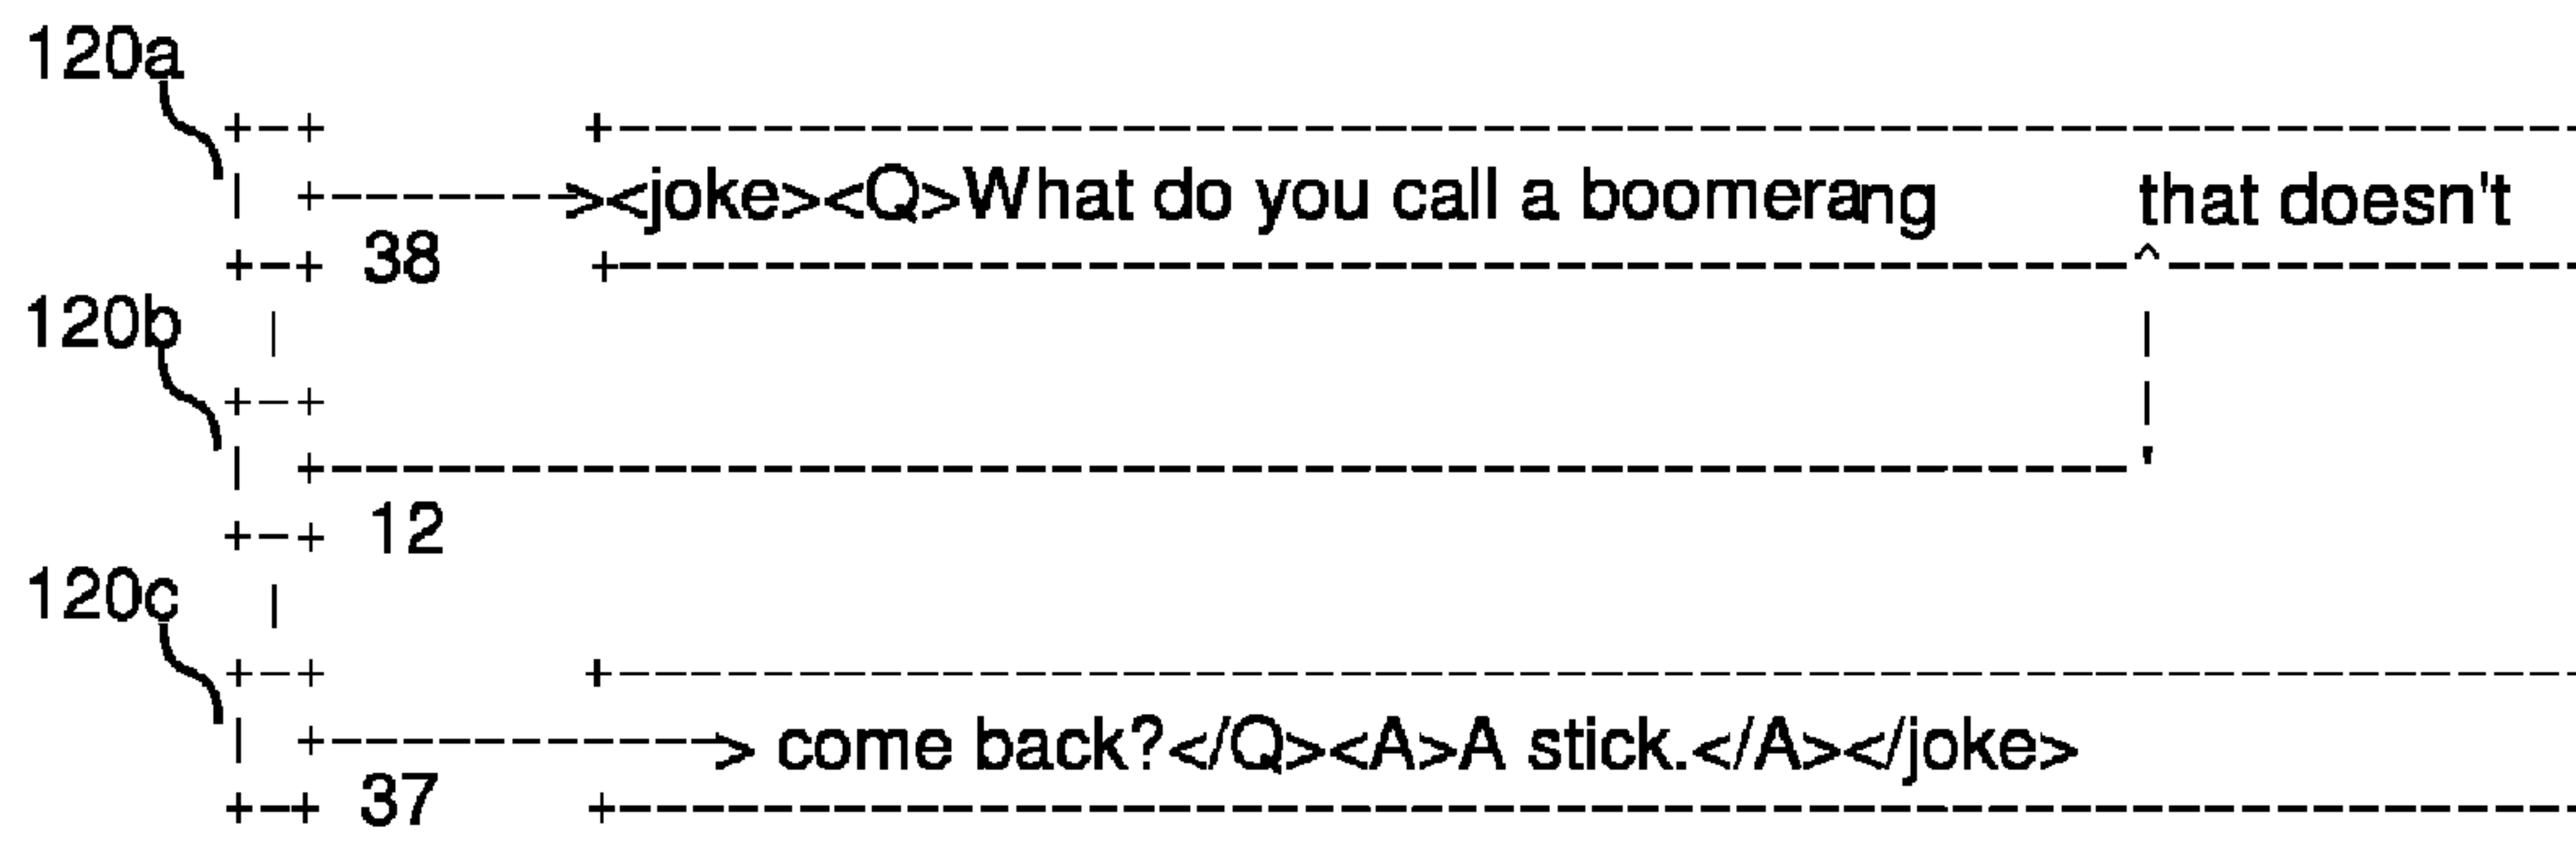 120a
+-+ +------------------------------------------------------
| +--------><joke><Q>What do you call a boomerang that doesn't
+-+ 38 +------------------------------------------^------------
120b |
|
+-+ |
| +--------------------------------------------------'
+-+ 12
120c |
+-+ +------------------------------------------------------
| +-----------> come back?</Q><A>A stick.</A></joke>
+-+ 37 +------------------------------------------------------